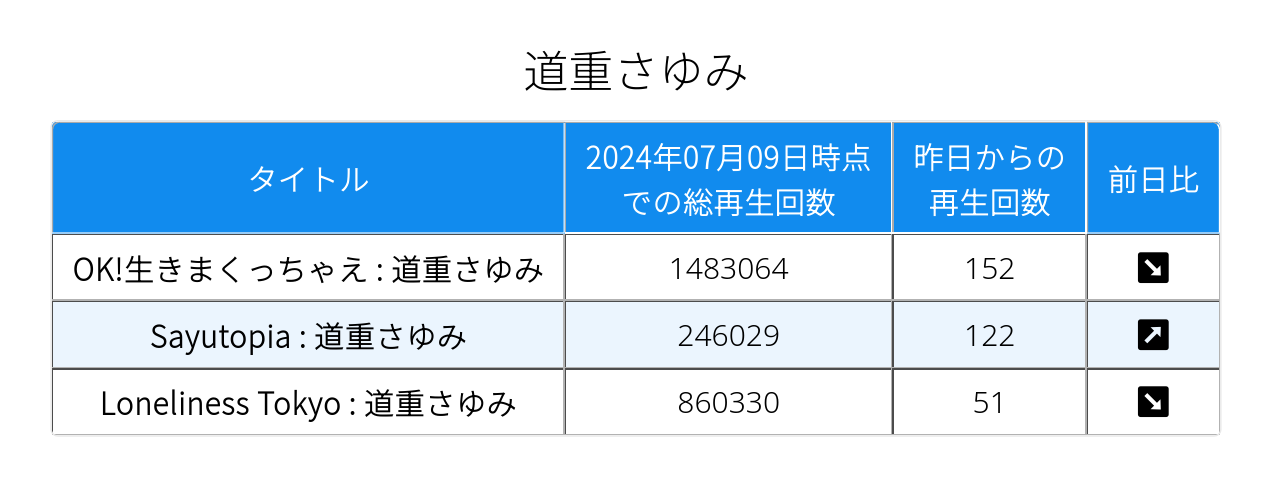 道重さゆみ
タイトル
2024年07月09日時点
での総再生回数
昨日からの
再生回数
前日比
OK!生きまくっちゃえ : 道重さゆみ 1483064 152
Sayutopia : 道重さゆみ 246029 122
Loneliness Tokyo : 道重さゆみ 860330 51